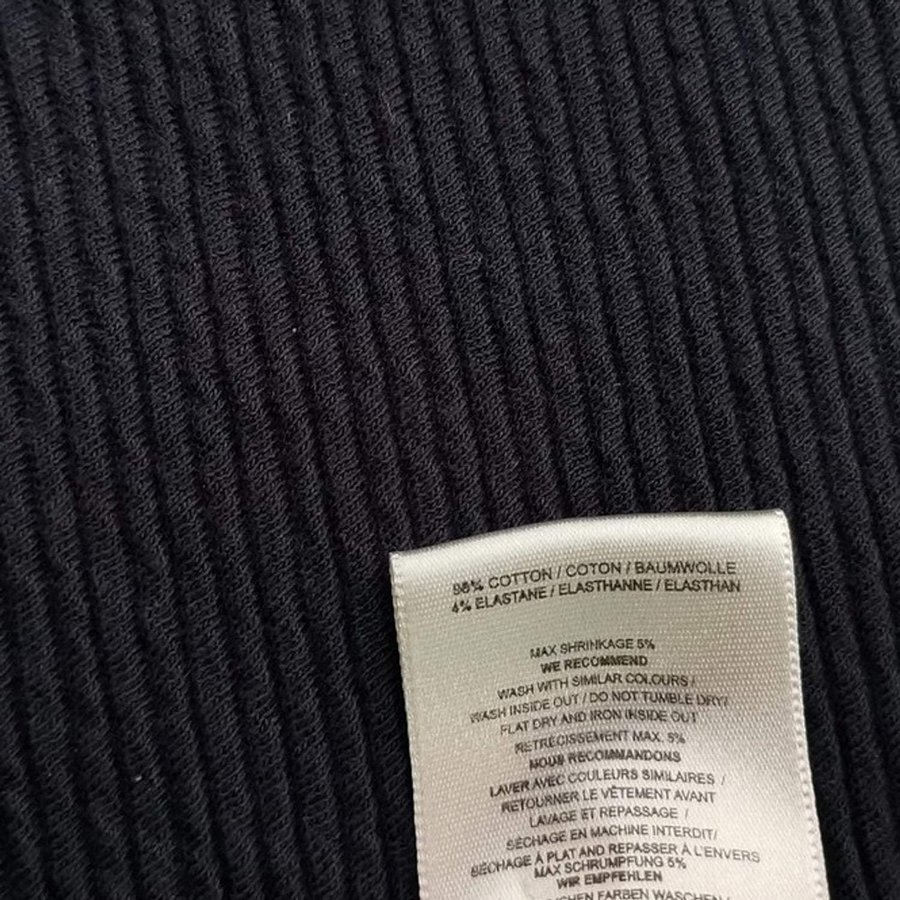 96% COTTON / COTON / BAUMWOLLE
4% ELASTANE / ELASTHANNE / ELASTHAN
MAX SHRINKAGE 5%
WE RECOMMEND
WASH WITH SIMILAR COLOURS /
WASH INSIDE OUT / DO NOT TUMBLE DRY/
FLAT DRY AND IRON INSIDE OUT
RETRECISSEMENT MAX. 5%
NOUS RECOMMANDONS
LAVER AVEC COULEURS SIMILAIRES /
RETOURNER LE VÊTEMENT AVANT
LAVAGE ET REPASSAGE /
SÉCHAGE EN MACHINE INTERDIT/
SÉCHAGE À PLAT AND REPASSER À L'ENVERS
MAX SCHRUMPFUNG 5%
WIR EMPFEHLEN
FARBEN WASCHEN /